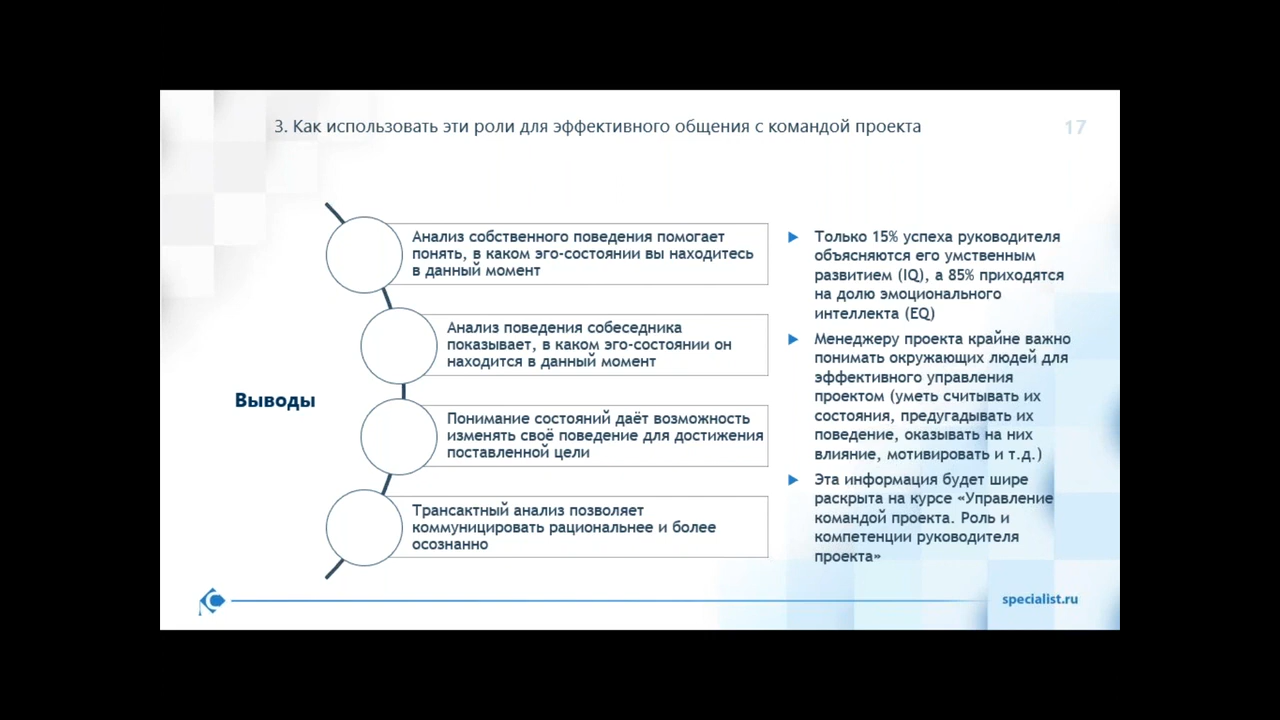 3. Как использовать эти роли для эффективного общения с командой проекта
17
Выводы
Анализ собственного поведения помогает
понять, в каком эго-состоянии вы находитесь
в данный момент
Анализ поведения собеседника
показывает, в каком эго-состоянии он
находится в данный момент
Понимание состояний даёт возможность
изменять своё поведение для достижения
поставленной цели
Трансактный анализ позволяет
коммуницировать рациональнее и более
осознанно
Только 15% успеха руководителя
объясняются его умственным
развитием (IQ), а 85% приходятся
на долю эмоционального
интеллекта (EQ)
Менеджеру проекта крайне важно
понимать окружающих людей для
эффективного управления
проектом (уметь считывать их
состояния, предугадывать их
поведение, оказывать на них
влияние, мотивировать и т.д.)
Эта информация будет шире
раскрыта на курсе «Управление
командой проекта. Роль и
компетенции руководителя
проекта»
specialist.ru